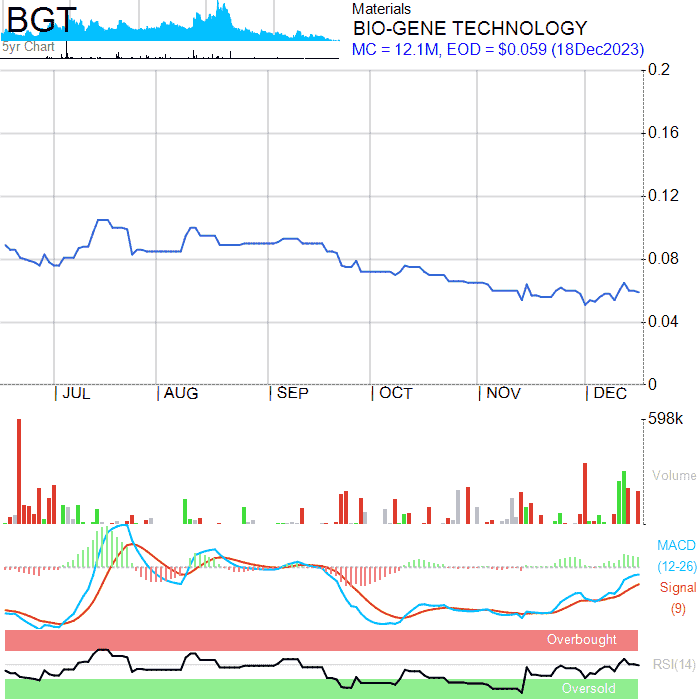 BGT
5yr Chart
Materials
BIO-GENE TECHNOLOGY
MC = 12.1M, EOD = $0.059 (18Dec2023)
0.2
0.16
0.12
0.08
0.04
0
JUL AUG SEP OCT NOV DEC
598k
Volume
MACD
(12-26)
Signal
(9)
Overbought
RSI(14)
Oversold